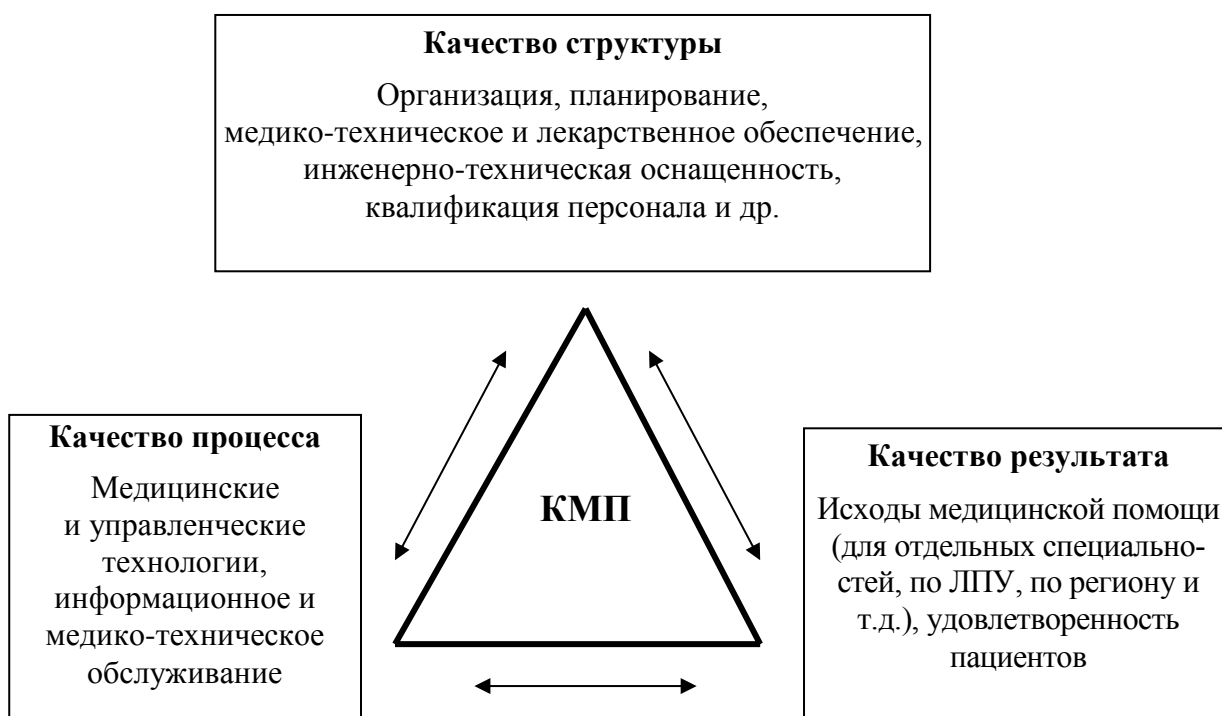 Качество структуры
Организация, планирование,
медико-техническое и лекарственное обеспечение,
инженерно-техническая оснащенность,
квалификация персонала и др.
Качество процесса
Медицинские
и управленческие
технологии,
информационное и
медико-техническое
обслуживание
КМП
Качество результата
Исходы медицинской помощи
(для отдельных специально-
стей, по ЛПУ, по региону и
т.д.), удовлетворенность
пациентов